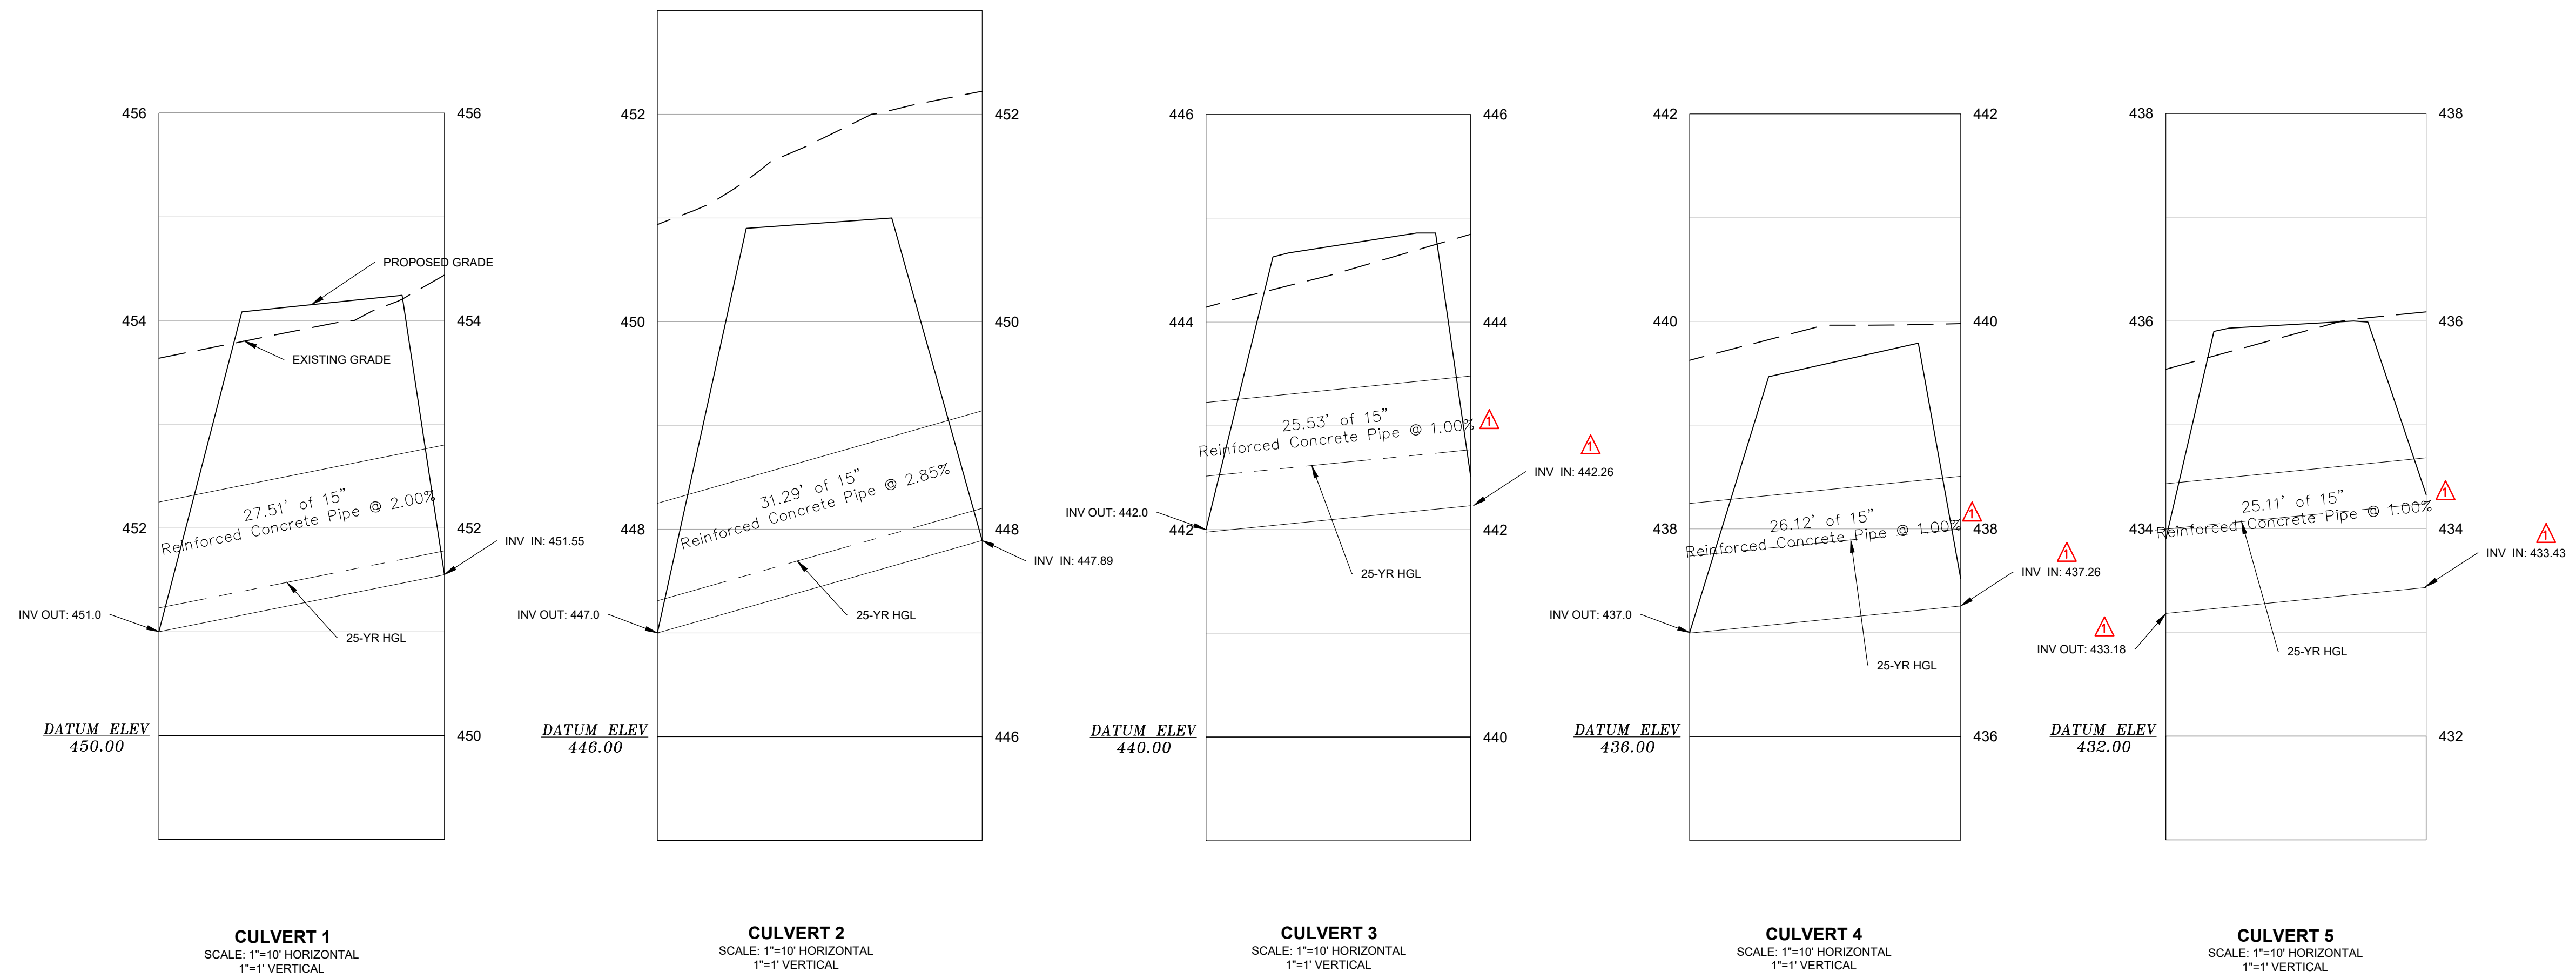 456
456
454
454
452
452
450
PROPOSED GRADE
EXISTING GRADE
27.51' of 15"
Reinforced Concrete Pipe @ 2.00%
INV IN: 451.55
INV OUT: 451.0
25-YR HGL
DATUM ELEV
450.00
CULVERT 1
SCALE: 1"=10' HORIZONTAL
1"=1' VERTICAL
452
452
450
450
448
448
446
31.29' of 15"
Reinforced Concrete Pipe @ 2.85%
INV IN: 447.89
INV OUT: 447.0
25-YR HGL
DATUM ELEV
446.00
CULVERT 2
SCALE: 1"=10' HORIZONTAL
1"=1' VERTICAL
446
446
444
444
442
442
440
25.53' of 15"
Reinforced Concrete Pipe @ 1.00%
1
1
INV IN: 442.26
INV OUT: 442.0
25-YR HGL
DATUM ELEV
440.00
CULVERT 3
SCALE: 1"=10' HORIZONTAL
1"=1' VERTICAL
442
442
440
440
438
438
436
26.12' of 15"
Reinforced Concrete Pipe @ 1.00%
1
1
INV IN: 437.26
INV OUT: 437.0
25-YR HGL
DATUM ELEV
436.00
CULVERT 4
SCALE: 1"=10' HORIZONTAL
1"=1' VERTICAL
438
438
436
436
434
434
432
25.11' of 15"
Reinforced Concrete Pipe @ 1.00%
1
1
INV IN: 433.43
1
INV OUT: 433.18
25-YR HGL
DATUM ELEV
432.00
CULVERT 5
SCALE: 1"=10' HORIZONTAL
1"=1' VERTICAL